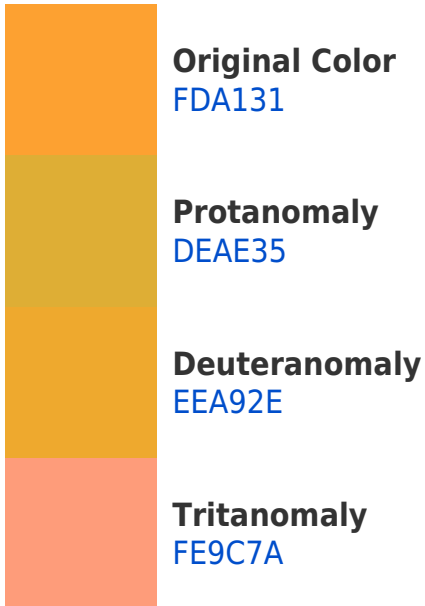 Original Color
FDA131
Protanomaly
DEAE35
Deuteranomaly
EEA92E
Tritanomaly
FE9C7A